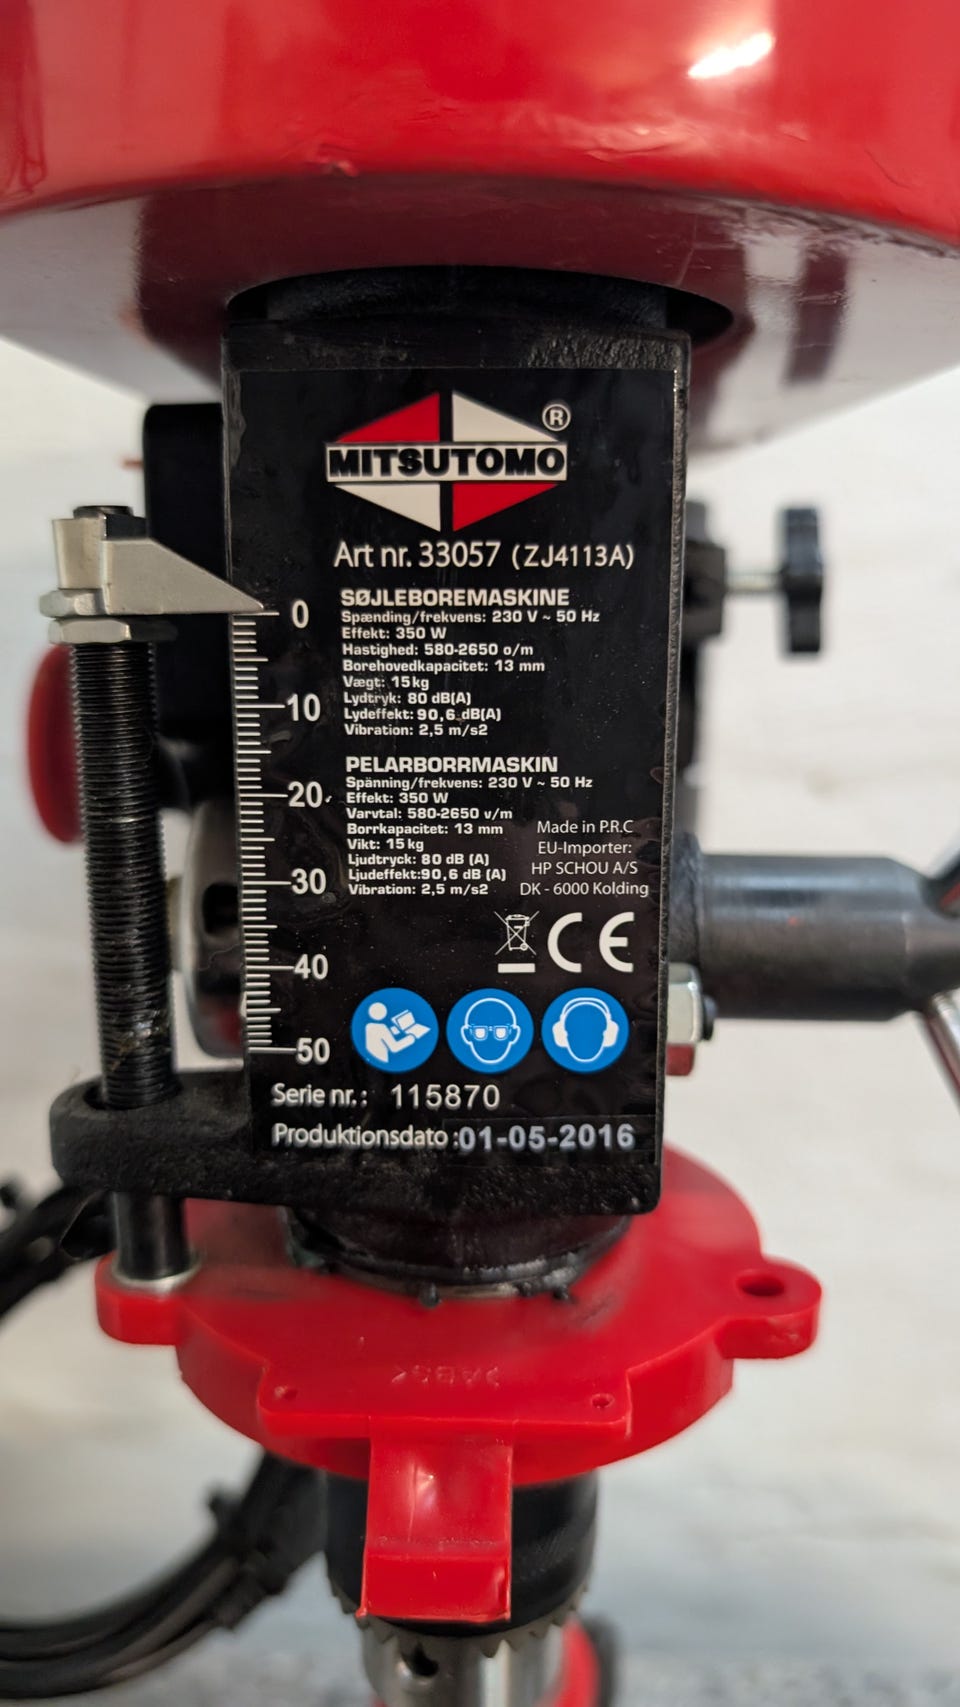 MITSUTOMO ®
Art nr. 33057 (ZJ4113A)
SØJLEBOREMASKINE
Spænding/frekvens: 230 V ~ 50 Hz
Effekt: 350 W
Hastighed: 580-2650 o/m
Borehovedkapacitet: 13 mm
Vægt: 15kg
Lydtryk: 80 dB(A)
Lydeffekt: 90,6 dB(A)
Vibration: 2,5 m/s2
PELARBORRMASKIN
Spänning/frekvens: 230 V ~ 50 Hz
Effekt: 350 W
Varvtal: 580-2650 v/m
Borrkapacitet: 13 mm
Vikt: 15kg
Ljudtryck: 80 dB (A)
Ljudeffekt:90,6 dB (A)
Vibration: 2,5 m/s2
Made in P.R.C
EU-Importer:
HP SCHOU A/S
DK - 6000 Kolding
CE
0
10
20
30
40
50
Serie nr.: 115870
Produktionsdato :01-05-2016
>ABS<